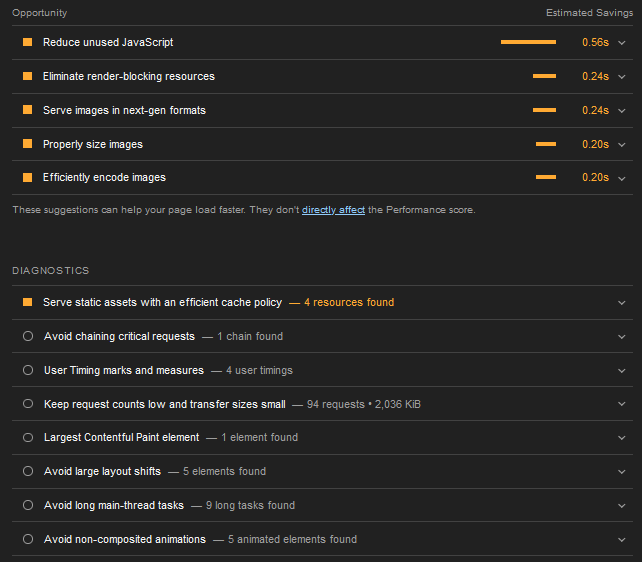 Opportunity Estimated Savings
Reduce unused JavaScript 0.56s
Eliminate render-blocking resources 0.24s
Serve images in next-gen formats 0.24s
Properly size images 0.20s
Efficiently encode images 0.20s
These suggestions can help your page load faster. They don't directly affect the Performance score.
DIAGNOSTICS
Serve static assets with an efficient cache policy — 4 resources found
Avoid chaining critical requests — 1 chain found
User Timing marks and measures — 4 user timings
Keep request counts low and transfer sizes small — 94 requests • 2,036 KiB
Largest Contentful Paint element — 1 element found
Avoid large layout shifts — 5 elements found
Avoid long main-thread tasks — 9 long tasks found
Avoid non-composited animations — 5 animated elements found